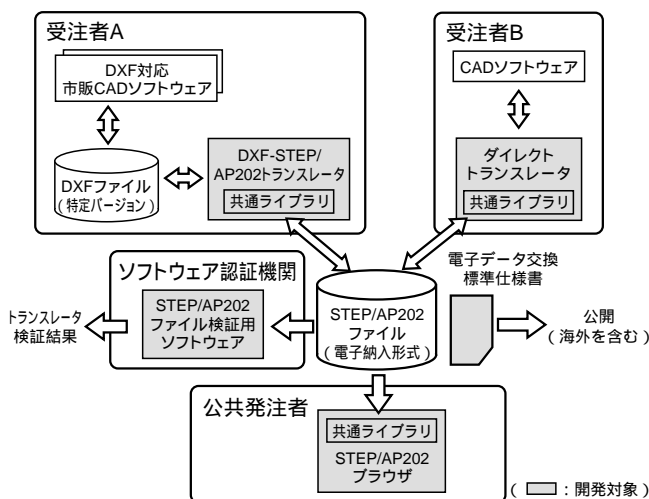 受注者A
DXF対応
市販CADソフトウェア
DXFファイル
(特定バージョン)
DXF-STEP/
AP202トランスレータ
共通ライブラリ
受注者B
CADソフトウェア
ダイレクト
トランスレータ
共通ライブラリ
ソフトウェア認証機関
STEP/AP202
ファイル検証用
ソフトウェア
トランスレータ
検証結果
STEP/AP202
ファイル
(電子納入形式)
電子データ交換
標準仕様書
公開
(海外を含む)
公共発注者
共通ライブラリ
STEP/AP202
ブラウザ
( :開発対象)